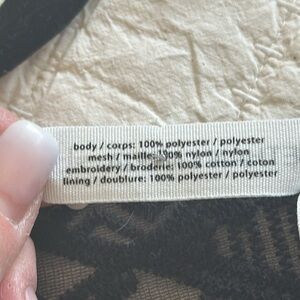 body / corps: 100% polyester / polyester
mesh / maille: 100% nylon / nylon
embroidery / broderie: 100% cotton / coton
lining / doublure: 100% polyester / polyester